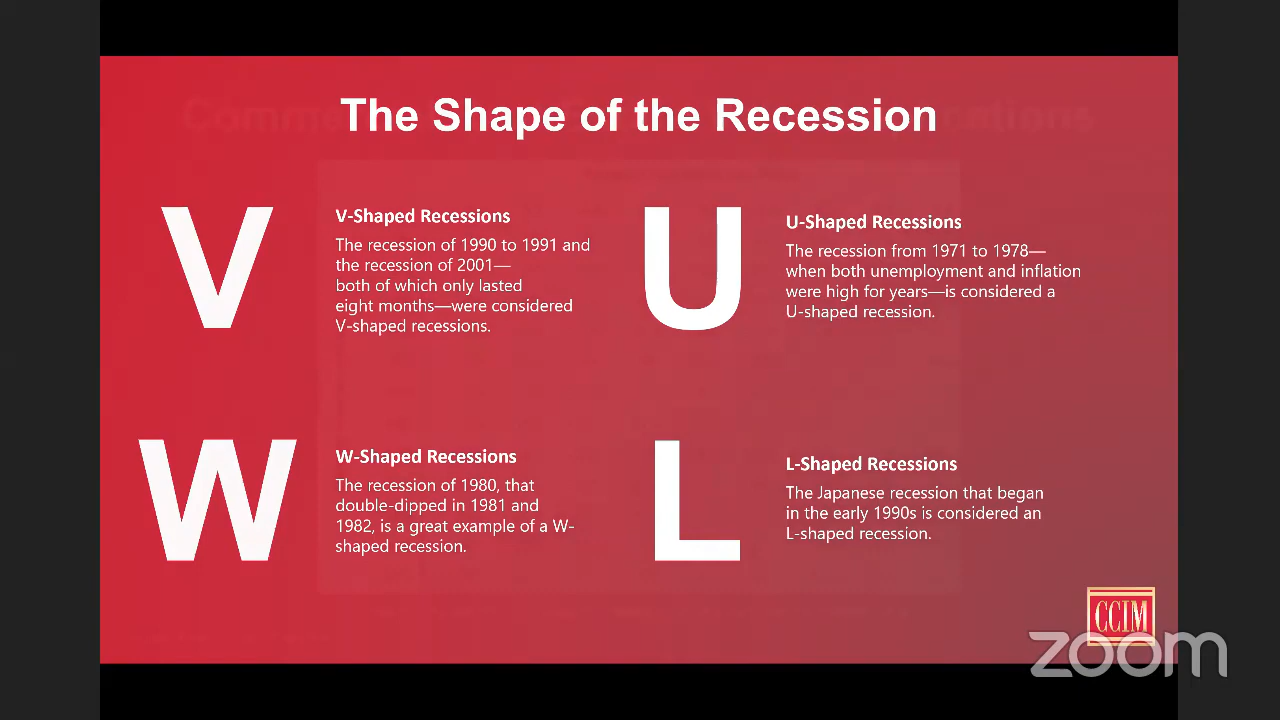 The Shape of the Recession
V
V-Shaped Recessions
The recession of 1990 to 1991 and
the recession of 2001—
both of which only lasted
eight months—were considered
V-shaped recessions.
U
U-Shaped Recessions
The recession from 1971 to 1978—
when both unemployment and inflation
were high for years—is considered a
U-shaped recession.
W
W-Shaped Recessions
The recession of 1980, that
double-dipped in 1981 and
1982, is a great example of a W-
shaped recession.
L
L-Shaped Recessions
The Japanese recession that began
in the early 1990s is considered an
L-shaped recession.
CCIM
zoom